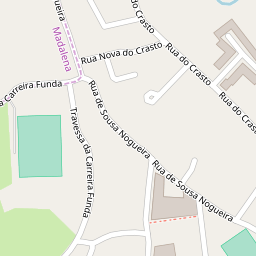 gueira
Madalena
Rua Nova do Crasto
Rua do Crasto
do Crasto
Rua do Crasto
a Carreira Funda
Travessa da Carreira Funda
Rua de Sousa Nogueira
Rua de Sousa Nogueira